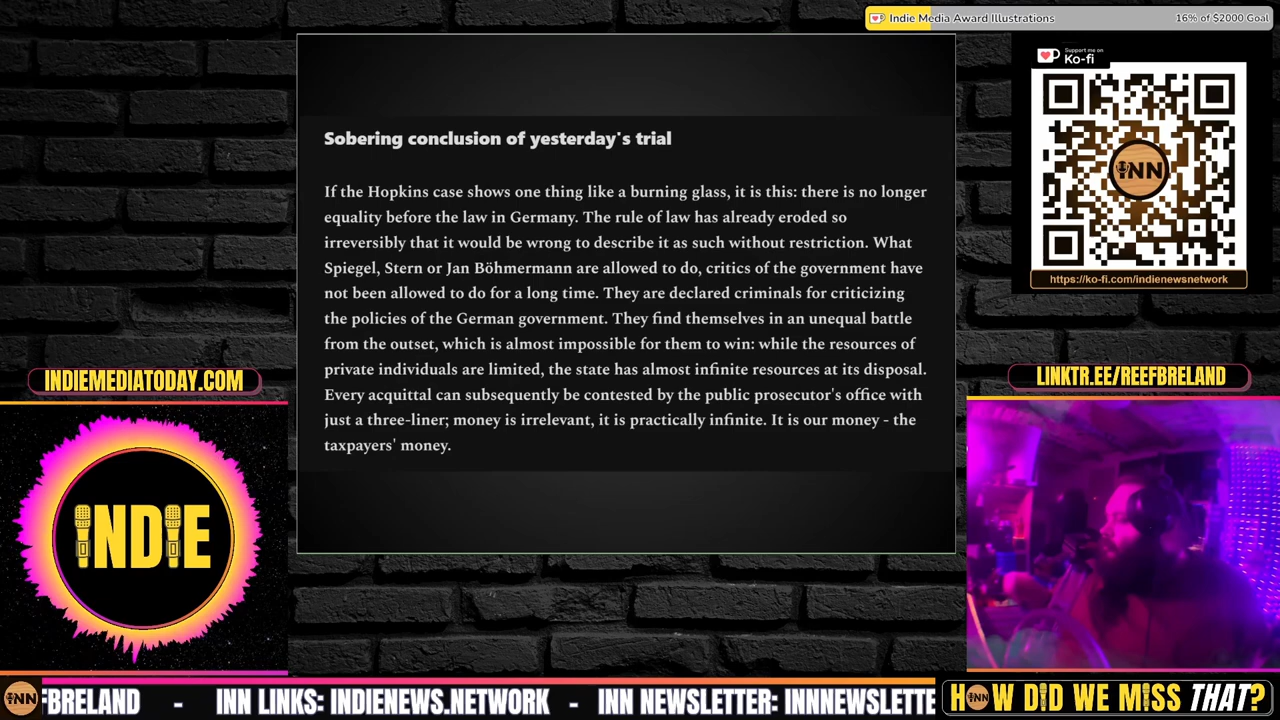 Indie Media Award Illustrations
16% of $2000 Goal
Support me on
Ko-fi
INN
https://ko-fi.com/indienewsnetwork
Sobering conclusion of yesterday's trial
If the Hopkins case shows one thing like a burning glass, it is this: there is no longer
equality before the law in Germany. The rule of law has already eroded so
irreversibly that it would be wrong to describe it as such without restriction. What
Spiegel, Stern or Jan Böhmermann are allowed to do, critics of the government have
not been allowed to do for a long time. They are declared criminals for criticizing
the policies of the German government. They find themselves in an unequal battle
from the outset, which is almost impossible for them to win: while the resources of
private individuals are limited, the state has almost infinite resources at its disposal.
Every acquittal can subsequently be contested by the public prosecutor's office with
just a three-liner; money is irrelevant, it is practically infinite. It is our money - the
taxpayers' money.
INDIEMEDIATODAY.COM
LINKTR.EE/REEFBRELAND
INDIE
INN
FBRELAND - INN LINKS: INDIENEWS.NETWORK - INN NEWSLETTER: INNNEWSLETTE
HOW DID WE MISS THAT?